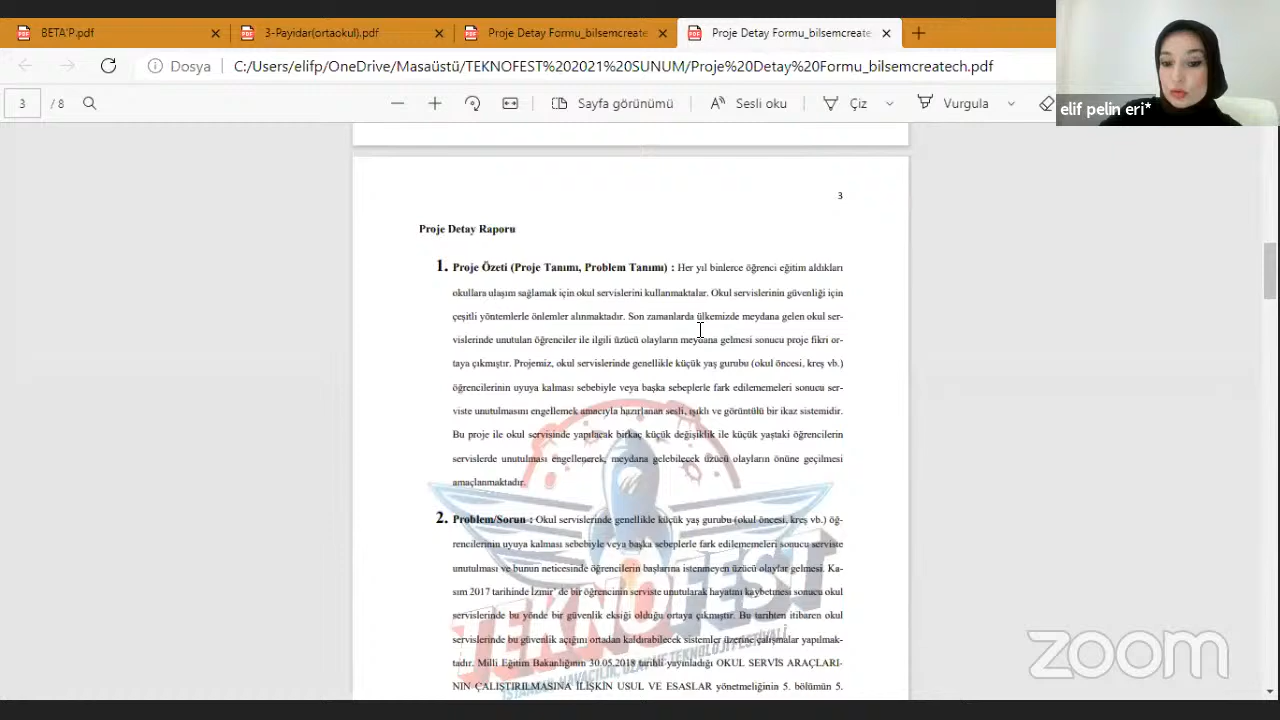 BETA'P.pdf
3-Payidar(ortaokul).pdf
Proje Detay Formu_bilsemcreate
Proje Detay Formu_bilsemcreate
Dosya C:/Users/elifp/OneDrive/Masaüstü/TEKNOFEST%202021%20SUNUM/Proje%20Detay%20Formu_bilsemcreatech.pdf
3 / 8 Sayfa görünümü Sesli oku Çiz Vurgula
elif pelin eri*
3
Proje Detay Raporu
1. Proje Özeti (Proje Tanımı, Problem Tanımı) : Her yıl binlerce öğrenci eğitim aldıkları
okullara ulaşım sağlamak için okul servislerini kullanmaktalar. Okul servislerinin güvenliği için
çeşitli yöntemlerle önlemler alınmaktadır. Son zamanlarda ülkemizde meydana gelen okul ser-
vislerinde unutulan öğrenciler ile ilgili üzücü olayların meydana gelmesi sonucu proje fikri or-
taya çıkmıştır. Projemiz, okul servislerinde genellikle küçük yaş gurubu (okul öncesi, kreş vb.)
öğrencilerinin uyuya kalması sebebiyle veya başka sebeplerle fark edilememeleri sonucu ser-
viste unutulmasını engellemek amacıyla hazırlanan sesli, ışıklı ve görüntülü bir ikaz sistemidir.
Bu proje ile okul servisinde yapılacak birkaç küçük değişiklik ile küçük yaştaki öğrencilerin
servislerde unutulması engellenerek, meydana gelebilecek üzücü olayların önüne geçilmesi
amaçlanmaktadır.
2. Problem/Sorun : Okul servislerinde genellikle küçük yaş gurubu (okul öncesi, kreş vb.) öğ-
rencilerinin uyuya kalması sebebiyle veya başka sebeplerle fark edilememeleri sonucu serviste
unutulması ve bunun neticesinde öğrencilerin başlarına istenmeyen üzücü olaylar gelmesi. Ka-
sım 2017 tarihinde İzmir' de bir öğrencinin serviste unutularak hayatını kaybetmesi sonucu okul
servislerinde bu yönde bir güvenlik eksiği olduğu ortaya çıkmıştır. Bu tarihten itibaren okul
servislerinde bu güvenlik açığını ortadan kaldırabilecek sistemler üzerine çalışmalar yapılmak-
tadır. Milli Eğitim Bakanlığının 30.05.2018 tarihli yayınladığı OKUL SERVİS ARAÇLARI-
NIN ÇALIŞTIRILMASINA İLİŞKİN USUL VE ESASLAR yönetmeliğinin 5. bölümün 5.
TEKNOFEST
İSTANBUL HAVACILIK, UZAY VE TEKNOLOJİ FESTİVALİ
zoom